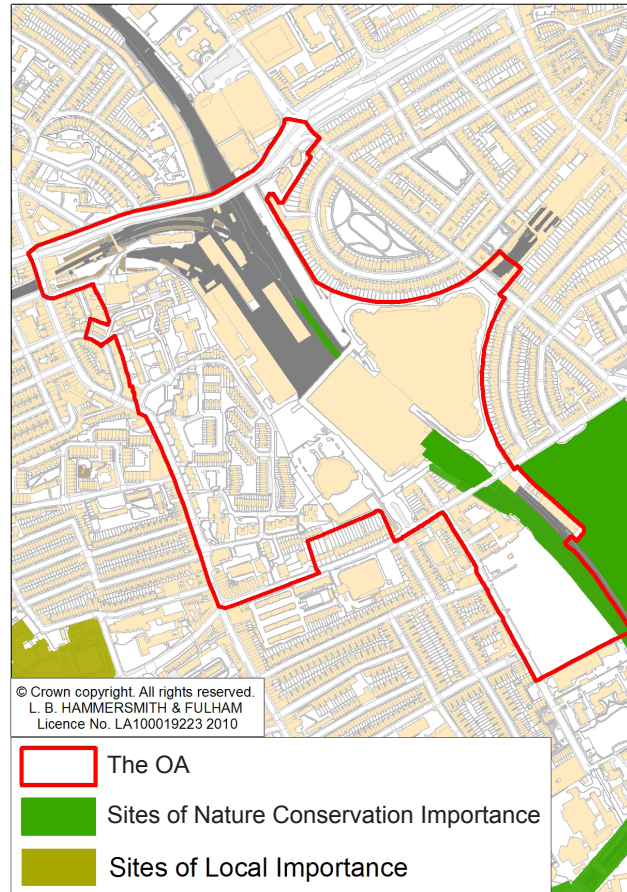 © Crown copyright. All rights reserved.
L. B. HAMMERSMITH & FULHAM
Licence No. LA100019223 2010
The OA
Sites of Nature Conservation Importance
Sites of Local Importance